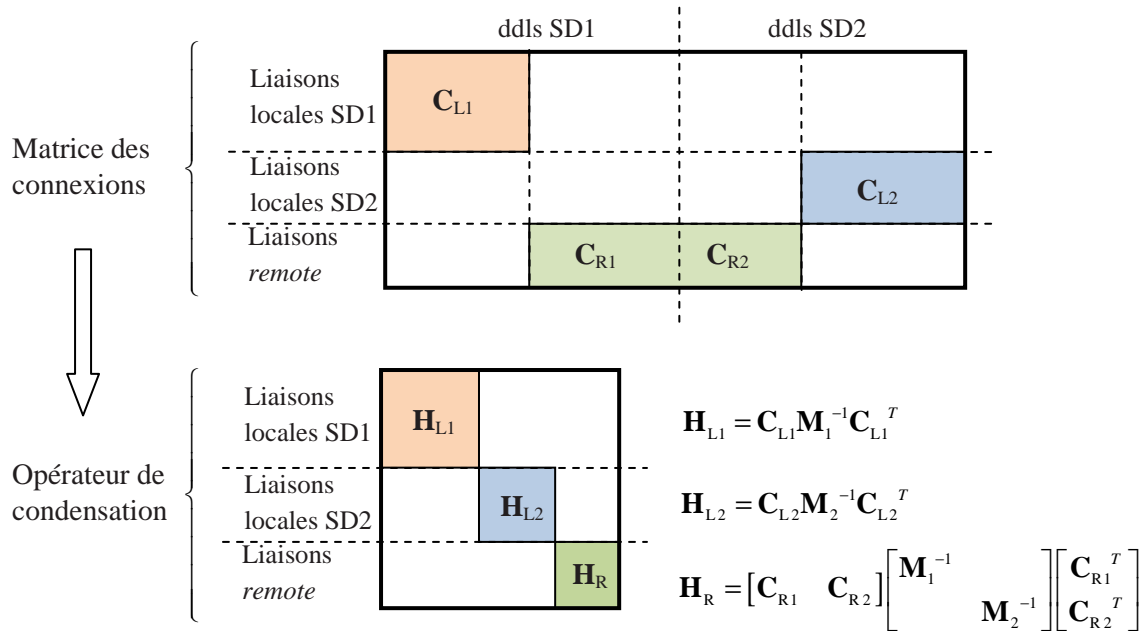 ddls SD1
ddls SD2
Matrice des
connexions
Liaisons
locales SD1
C_L1
Liaisons
locales SD2
C_L2
Liaisons
remote
C_R1
C_R2
Opérateur de
condensation
Liaisons
locales SD1
H_L1
Liaisons
locales SD2
H_L2
Liaisons
remote
H_R
H_L1 = C_L1 M_1^-1 C_L1^T
H_L2 = C_L2 M_2^-1 C_L2^T
H_R = [C_R1 C_R2] [M_1^-1 M_2^-1] [C_R1^T C_R2^T]